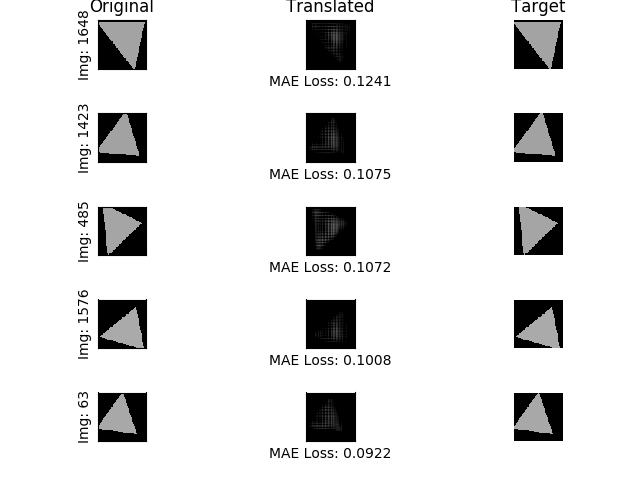 Original Translated Target
Img: 1648
MAE Loss: 0.1241
Img: 1423
MAE Loss: 0.1075
Img: 485
MAE Loss: 0.1072
Img: 1576
MAE Loss: 0.1008
Img: 63
MAE Loss: 0.0922